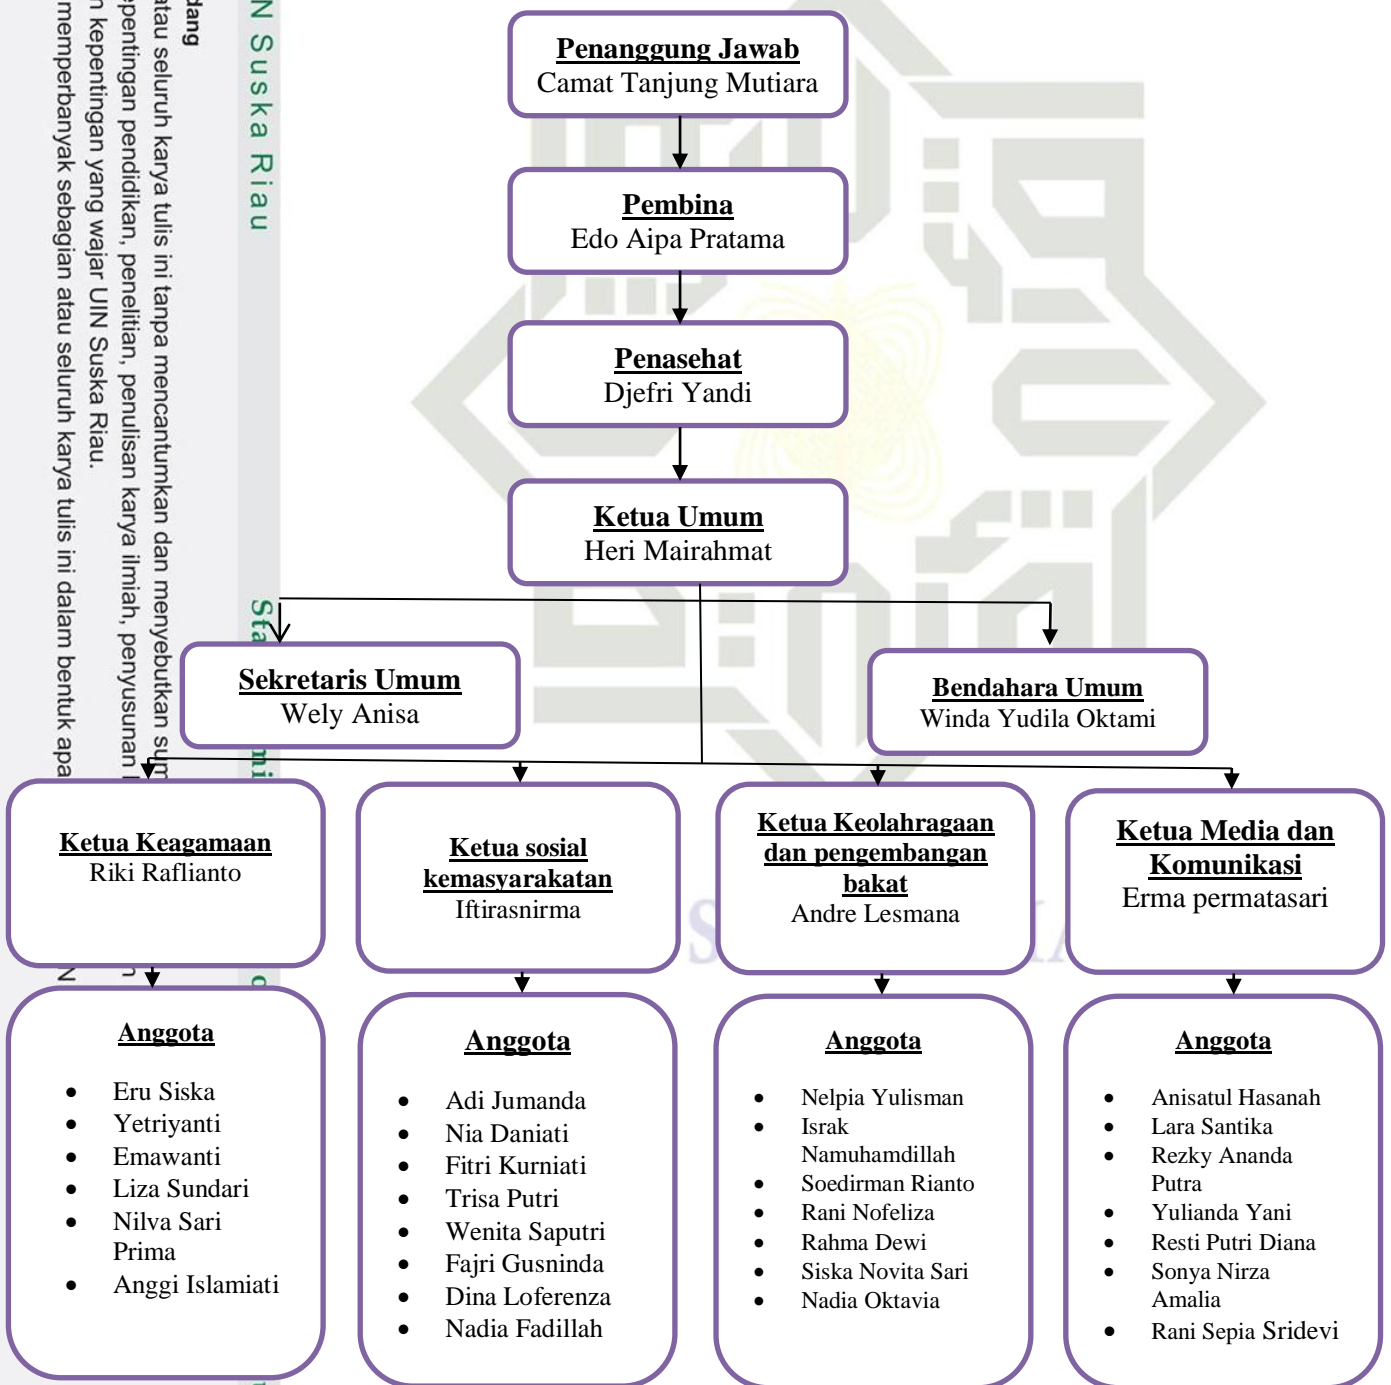 Penanggung Jawab
Camat Tanjung Mutiara
Pembina
Edo Aipa Pratama
Penasehat
Djefri Yandi
Ketua Umum
Heri Mairahmat
Sekretaris Umum
Wely Anisa
Bendahara Umum
Winda Yudila Oktami
Ketua Keagamaan
Riki Raflianto
Ketua sosial
kemasyarakatan
Iftirasnirma
Ketua Keolahragaan
dan pengembangan
bakat
Andre Lesmana
Ketua Media dan
Komunikasi
Erma permatasari
Anggota
• Eru Siska
• Yetriyanti
• Emawanti
• Liza Sundari
• Nilva Sari
Prima
• Anggi Islamiati
Anggota
• Adi Jumanda
• Nia Daniati
• Fitri Kurniati
• Trisa Putri
• Wenita Saputri
• Fajri Gusninda
• Dina Loferenza
• Nadia Fadillah
Anggota
• Nelpia Yulisman
• Israk
Namuhamdillah
• Soedirman Rianto
• Rani Nofeliza
• Rahma Dewi
• Siska Novita Sari
• Nadia Oktavia
Anggota
• Anisatul Hasanah
• Lara Santika
• Rezky Ananda
Putra
• Yulianda Yani
• Resti Putri Diana
• Sonya Nirza
Amalia
• Rani Sepia Sridevi
N Suska Riau
dang
atau seluruh karya tulis ini tanpa mencantumkan dan menyebutkan sum
epentingan pendidikan, penelitian, penulisan karya ilmiah, penyusunan
n kepentingan yang wajar UIN Suska Riau.
memperbanyak sebagian atau seluruh karya tulis ini dalam bentuk apa